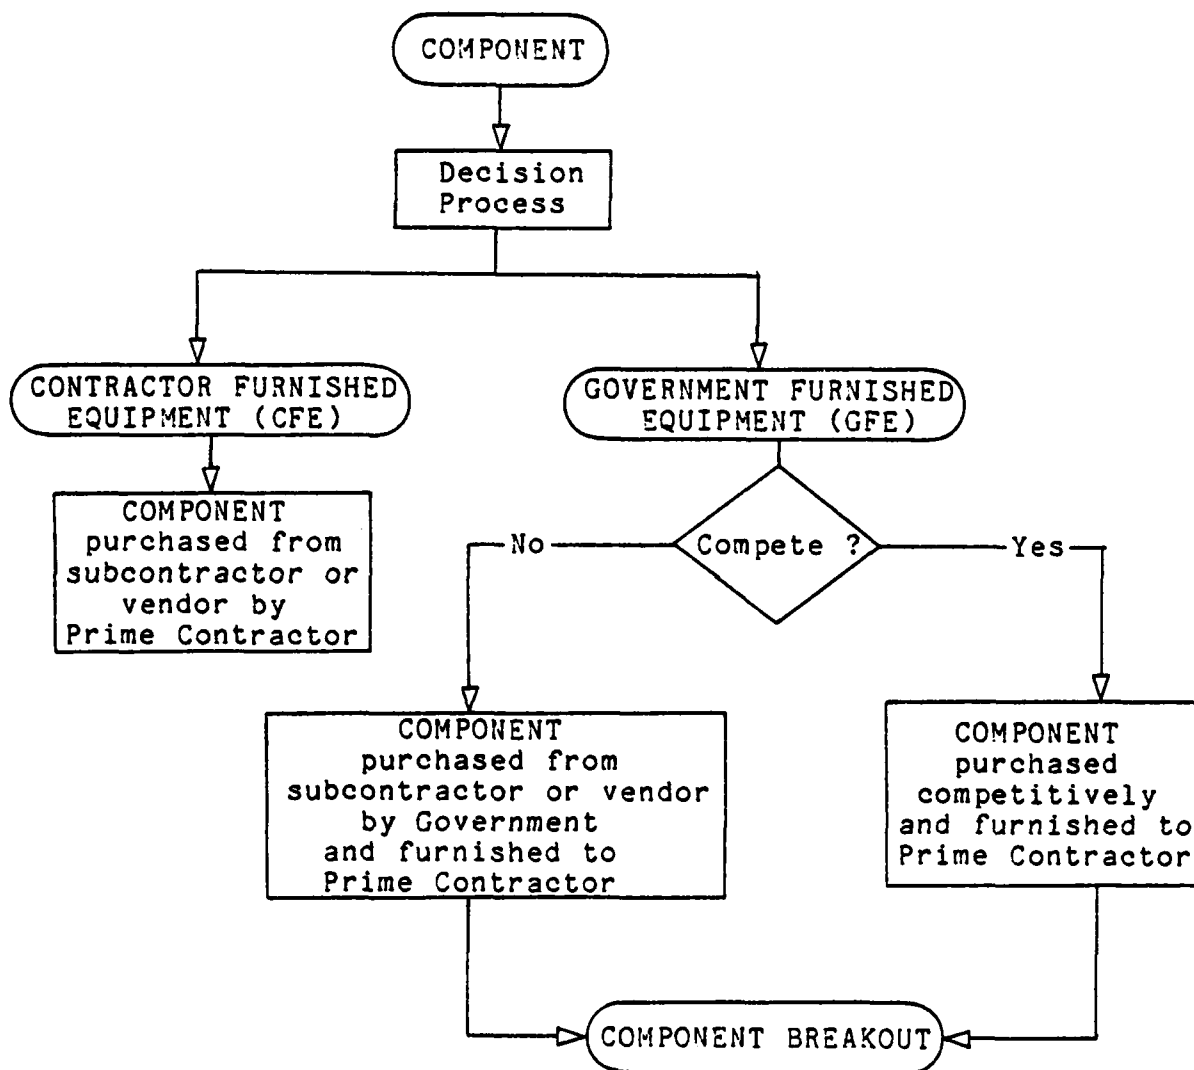 COMPONENT
Decision
Process
CONTRACTOR FURNISHED
EQUIPMENT (CFE)
GOVERNMENT FURNISHED
EQUIPMENT (GFE)
COMPONENT
purchased from
subcontractor or
vendor by
Prime Contractor
No
Compete ?
Yes
COMPONENT
purchased from
subcontractor or vendor
by Government
and furnished to
Prime Contractor
COMPONENT
purchased
competitively
and furnished to
Prime Contractor
COMPONENT BREAKOUT